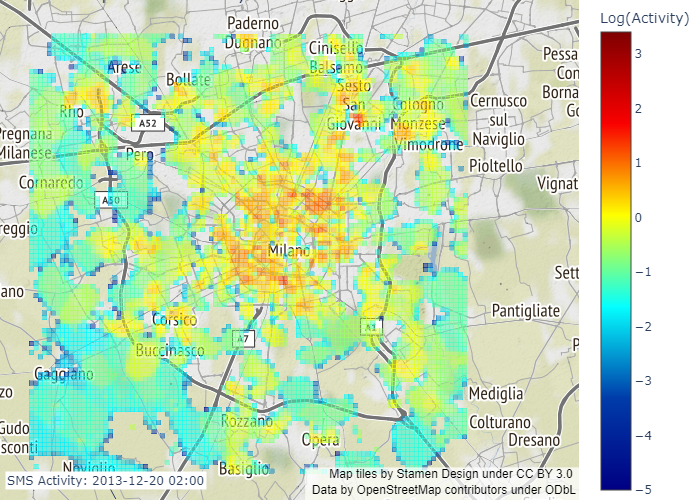 Log(Activity)
3
2
1
0
−1
−2
−3
−4
−5
Paderno
Dugnano
Cinisello
Balsamo
Arese
Bollate
Sesto
San
Giovanni
Cologno
Monzese
Vimodrone
Cernusco
sul
Naviglio
Pessa
Con
Borna
Go
Rho
A52
Pregnana
Milanese
Pero
Pioltello
Cornaredo
Vignat
A50
reggio
Milano
Sett
ano
Corsico
Pantigliate
A7
A1
Buccinasco
P
Gaggiano
zo
Mediglia
Rozzano
Colturano
Gudo
sconti
Opera
Dresano
Noviglio
Basiglio
SMS Activity: 2013-12-20 02:00
Map tiles by Stamen Design under CC BY 3.0
Data by OpenStreetMap contributors under ODbL